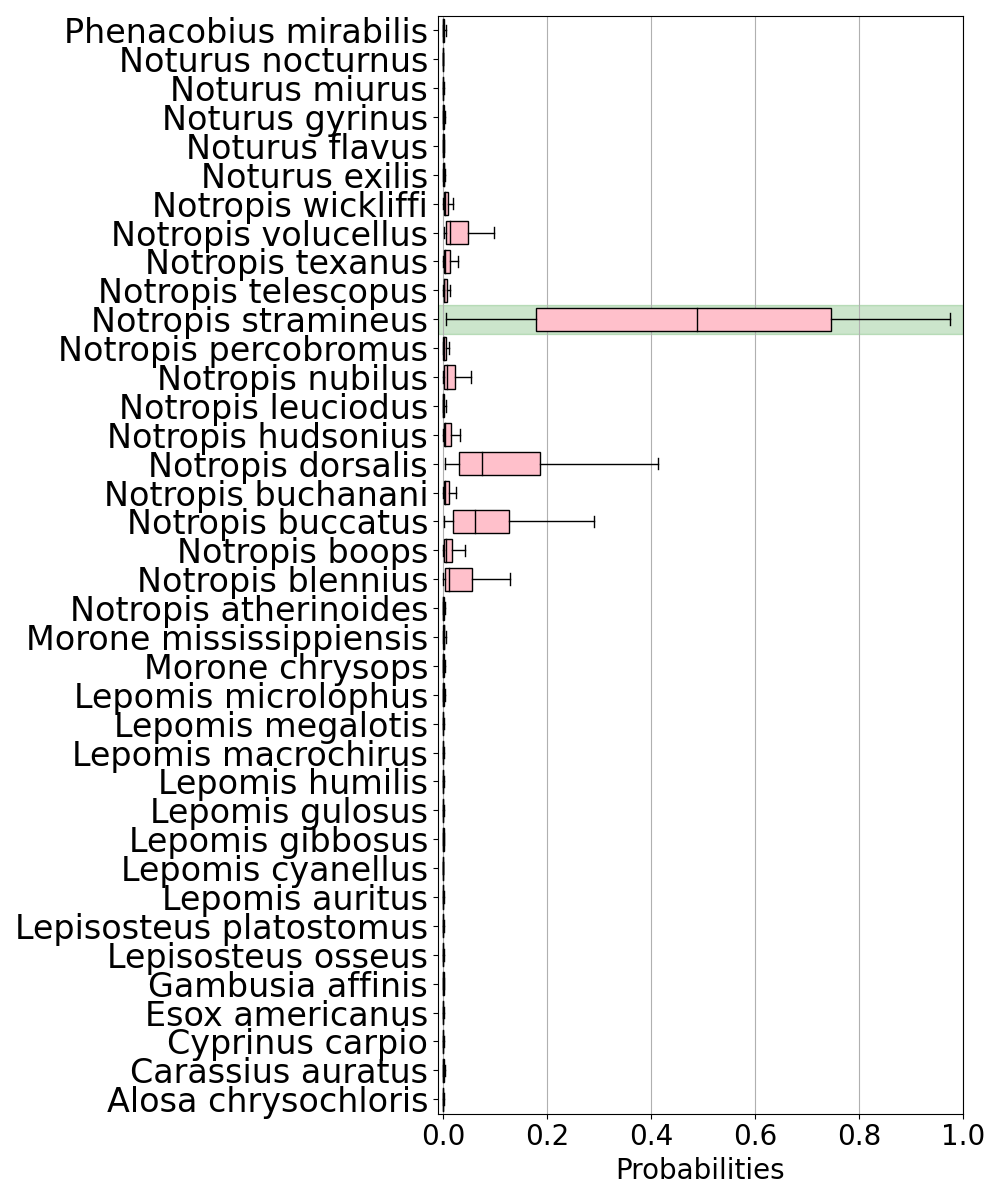 Phenacobius mirabilis
Noturus nocturnus
Noturus miurus
Noturus gyrinus
Noturus flavus
Noturus exilis
Notropis wickliffi
Notropis volucellus
Notropis texanus
Notropis telescopus
Notropis stramineus
Notropis percobromus
Notropis nubilus
Notropis leuciodus
Notropis hudsonius
Notropis dorsalis
Notropis buchanani
Notropis buccatus
Notropis boops
Notropis blennius
Notropis atherinoides
Morone mississippiensis
Morone chrysops
Lepomis microlophus
Lepomis megalotis
Lepomis macrochirus
Lepomis humilis
Lepomis gulosus
Lepomis gibbosus
Lepomis cyanellus
Lepomis auritus
Lepisosteus platostomus
Lepisosteus osseus
Gambusia affinis
Esox americanus
Cyprinus carpio
Carassius auratus
Alosa chrysochloris
0.0 0.2 0.4 0.6 0.8 1.0
Probabilities